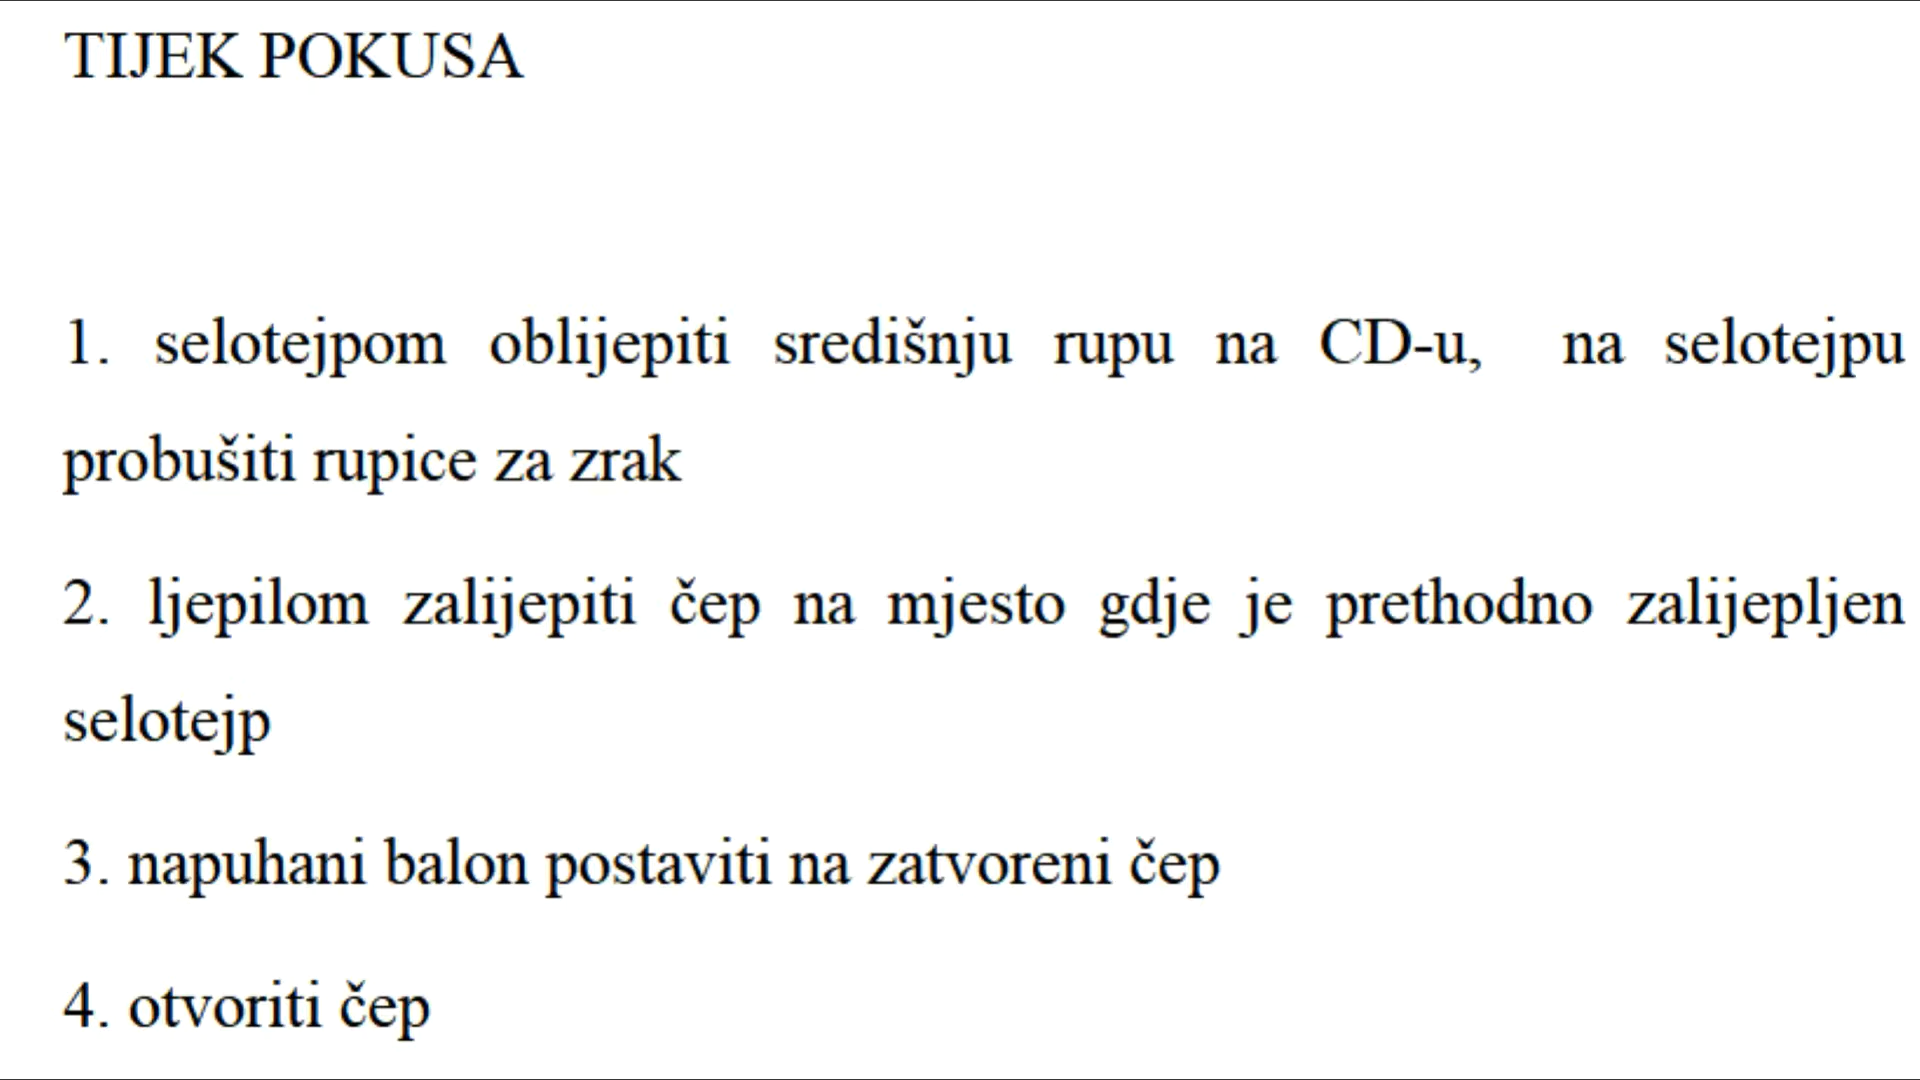 TIJEK POKUSA
1. selotejpom oblijepiti središnju rupu na CD-u, na selotejpu
probušiti rupice za zrak
2. ljepilom zalijepiti čep na mjesto gdje je prethodno zalijepljen
selotejp
3. napuhani balon postaviti na zatvoreni čep
4. otvoriti čep